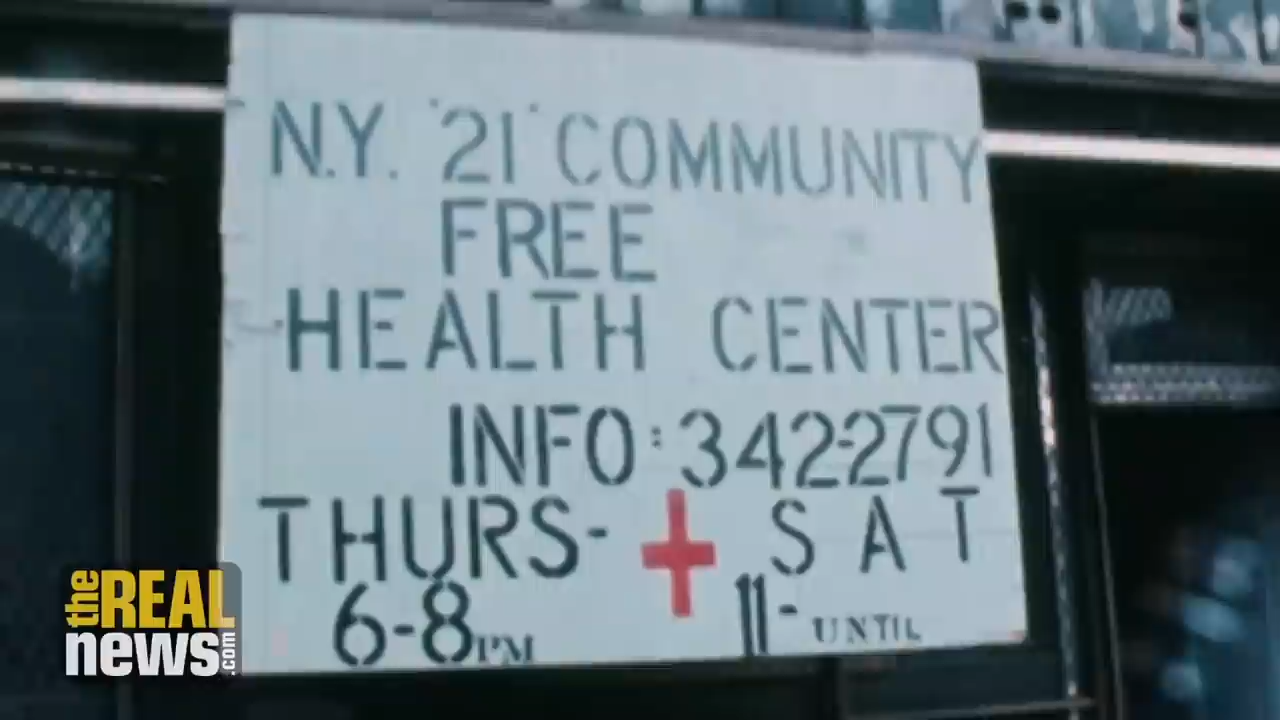 N.Y. '21' COMMUNITY
FREE
HEALTH CENTER
INFO: 342-2791
THURS- SAT
6-8 PM 11- UNTIL
the REAL
news.com